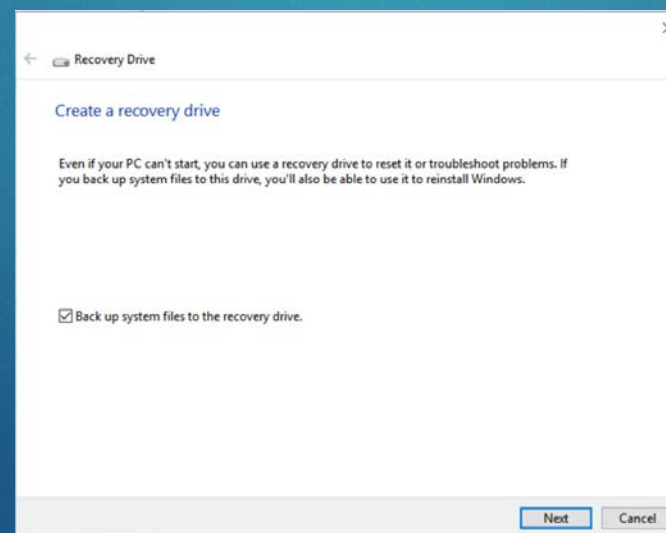 Recovery Drive
Create a recovery drive
Even if your PC can't start, you can use a recovery drive to reset it or troubleshoot problems. If
you back up system files to this drive, you'll also be able to use it to reinstall Windows.
Back up system files to the recovery drive.
Next Cancel